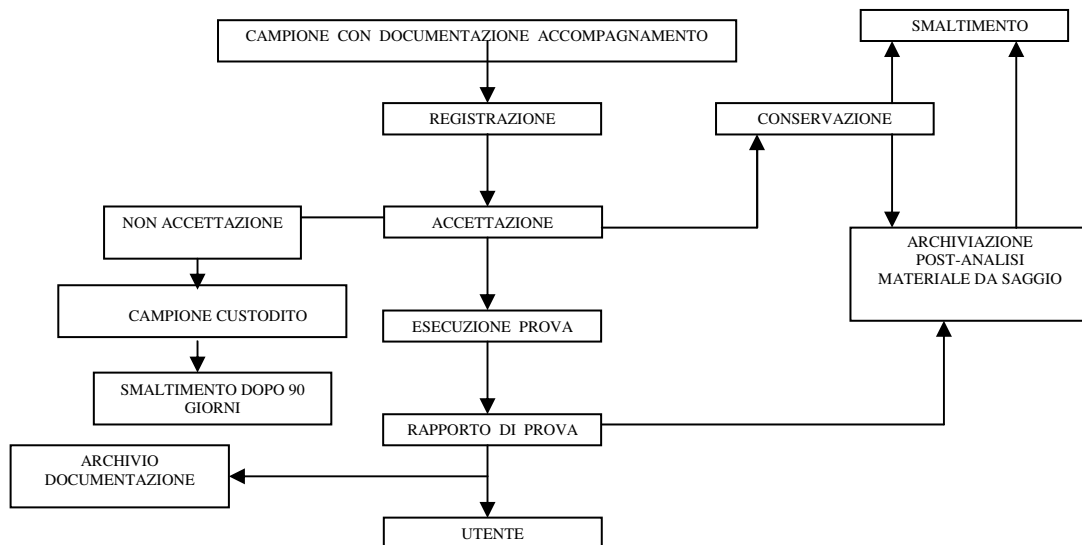 CAMPIONE CON DOCUMENTAZIONE ACCOMPAGNAMENTO
SMALTIMENTO
REGISTRAZIONE
CONSERVAZIONE
NON ACCETTAZIONE
ACCETTAZIONE
ARCHIVIAZIONE
POST-ANALISI
MATERIALE DA SAGGIO
CAMPIONE CUSTODITO
ESECUZIONE PROVA
SMALTIMENTO DOPO 90
GIORNI
RAPPORTO DI PROVA
ARCHIVIO
DOCUMENTAZIONE
UTENTE